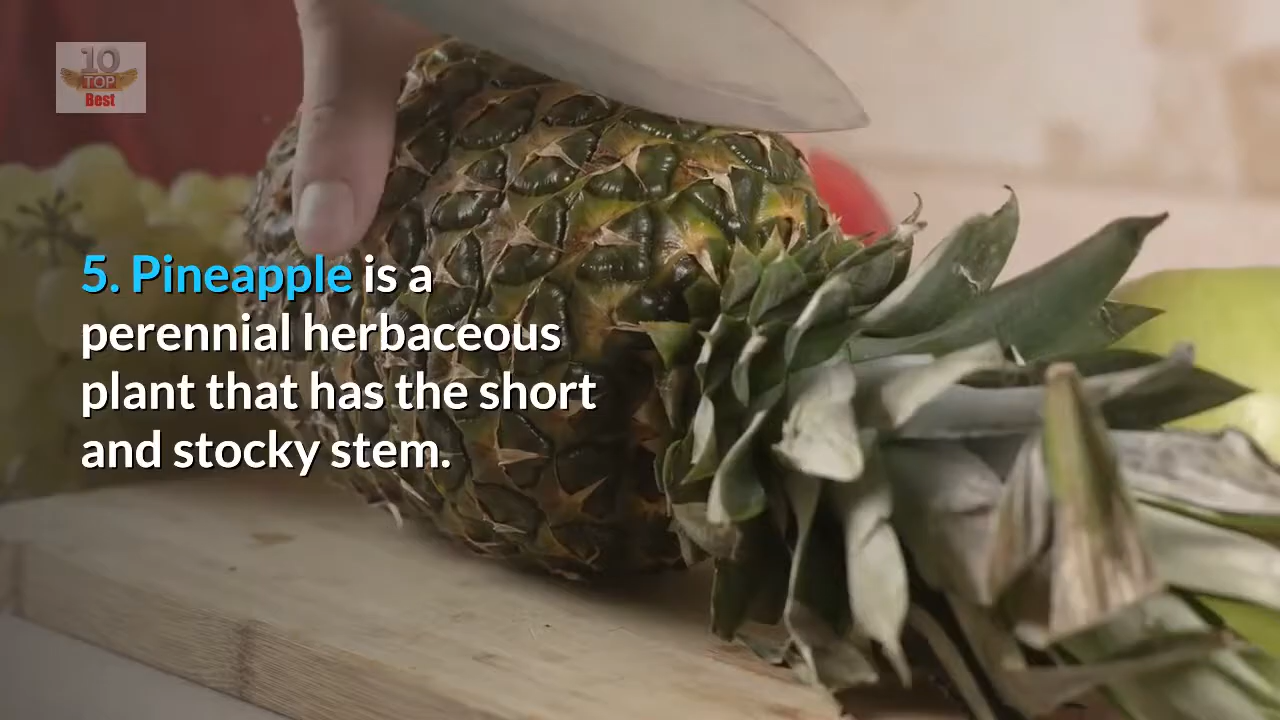 10
TOP
Best
5. Pineapple is a
perennial herbaceous
plant that has the short
and stocky stem.